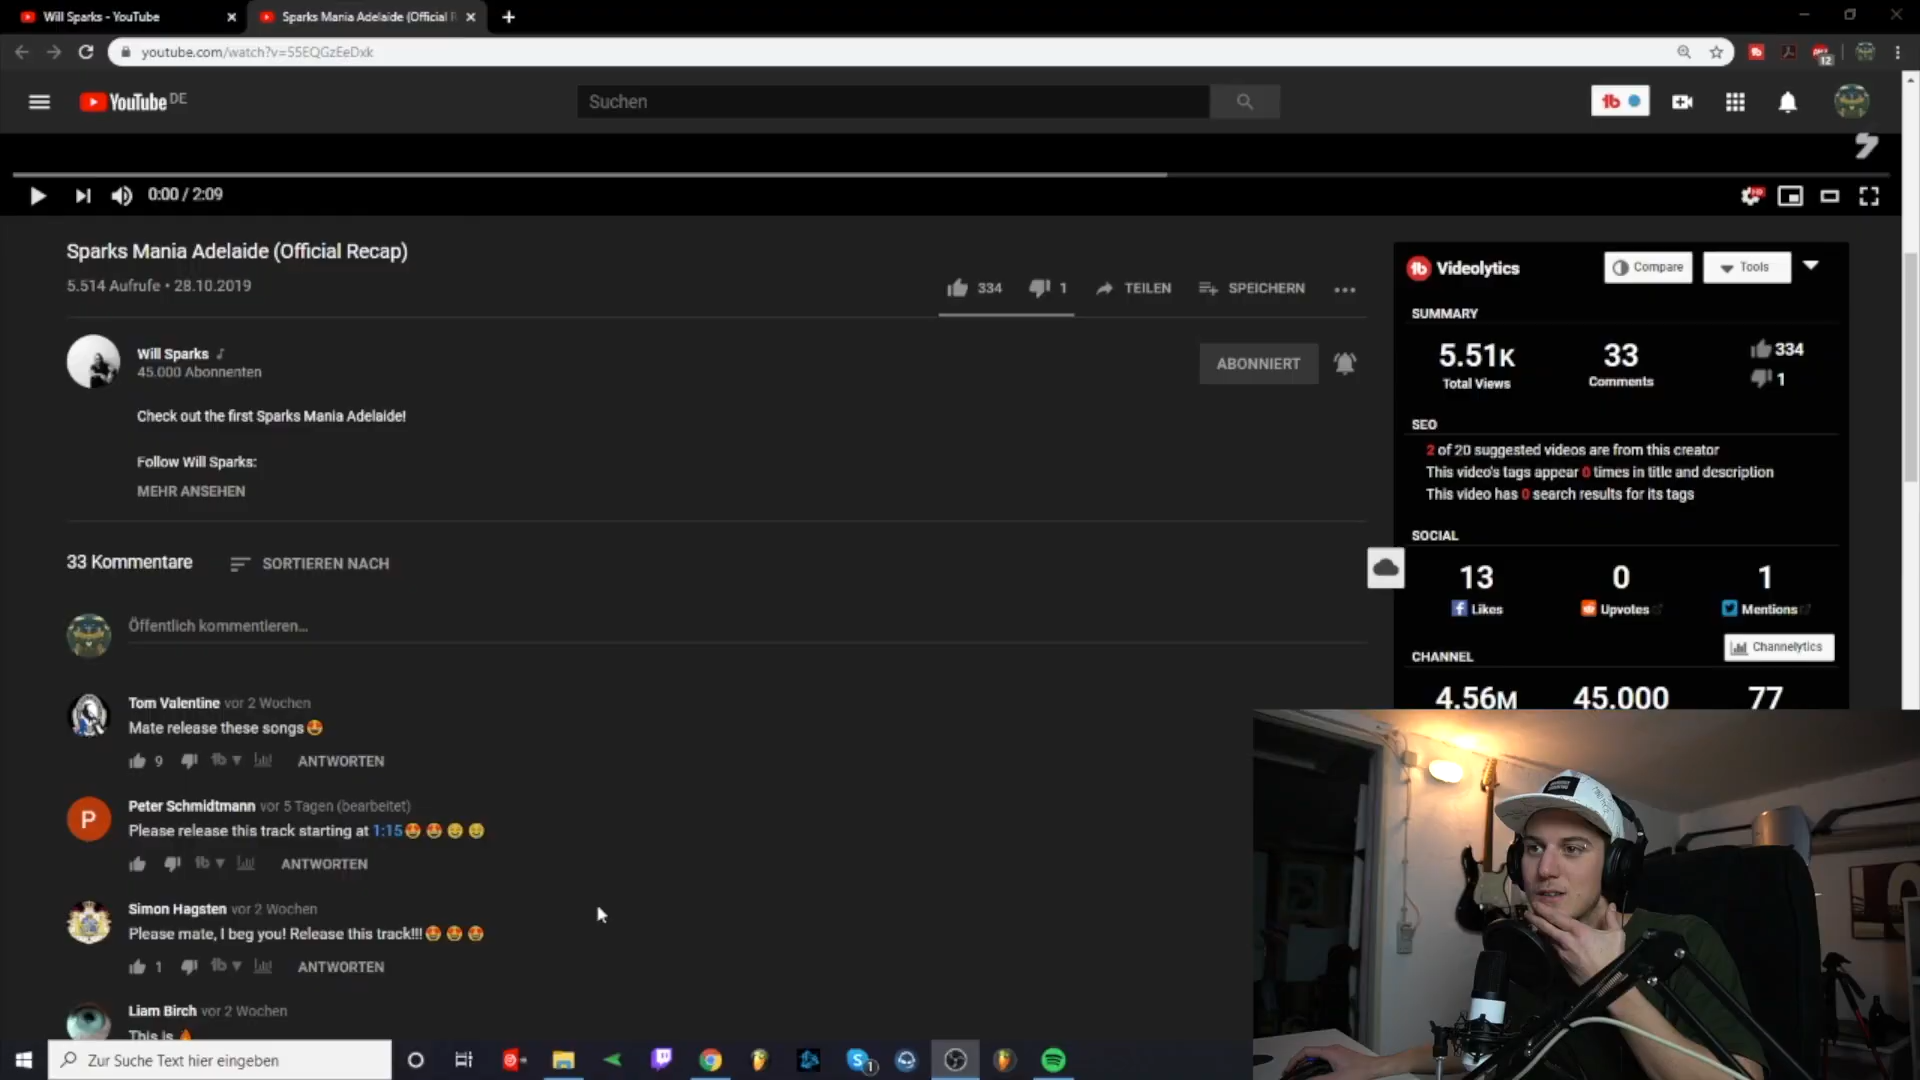 Will Sparks - YouTube
Sparks Mania Adelaide (Official R
youtube.com/watch?v=55EQGzEeDxk
12
YouTube DE
Suchen
0:00 / 2:09
HD
Sparks Mania Adelaide (Official Recap)
5.514 Aufrufe • 28.10.2019
334
1
TEILEN
SPEICHERN
Will Sparks
45.000 Abonnenten
ABONNIERT
Check out the first Sparks Mania Adelaide!
Follow Will Sparks:
MEHR ANSEHEN
33 Kommentare
SORTIEREN NACH
Öffentlich kommentieren...
Tom Valentine vor 2 Wochen
Mate release these songs🤩
9
ANTWORTEN
P
Peter Schmidtmann vor 5 Tagen (bearbeitet)
Please release this track starting at 1:15🤩🤩😊😊
ANTWORTEN
Simon Hagsten vor 2 Wochen
Please mate, I beg you! Release this track!!!🤩🤩🤩
1
ANTWORTEN
Liam Birch vor 2 Wochen
This is 🔥
Videolytics
Compare
Tools
SUMMARY
5.51K
Total Views
33
Comments
334
1
SEO
2 of 20 suggested videos are from this creator
This video's tags appear 0 times in title and description
This video has 0 search results for its tags
SOCIAL
13
Likes
0
Upvotes
1
Mentions
CHANNEL
Channelytics
4.56M
45.000
77
Zur Suche Text hier eingeben
1